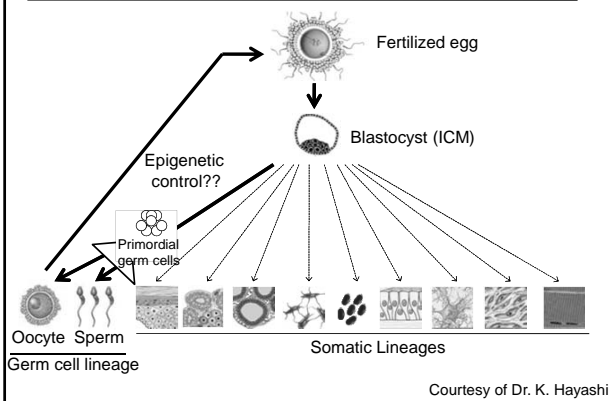 Fertilized egg
Blastocyst (ICM)
Epigenetic
control??
Primordial
germ cells
Oocyte Sperm
Germ cell lineage
Somatic Lineages
Courtesy of Dr. K. Hayashi